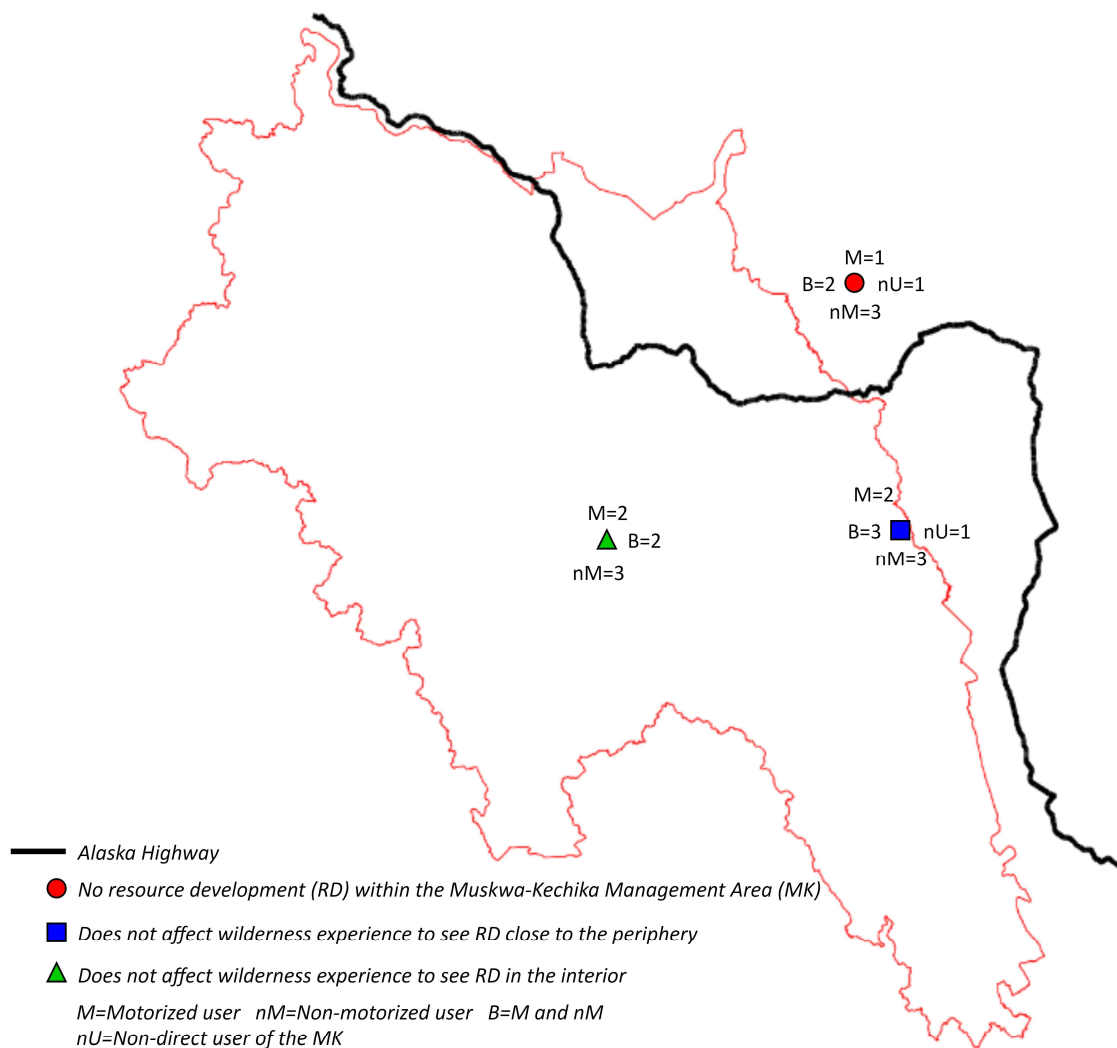 M=1
B=2 nU=1
nM=3
M=2
B=3 nU=1
nM=3
M=2
B=2
nM=3
Alaska Highway
No resource development (RD) within the Muskwa-Kechika Management Area (MK)
Does not affect wilderness experience to see RD close to the periphery
Does not affect wilderness experience to see RD in the interior
M=Motorized user nM=Non-motorized user B=M and nM
nU=Non-direct user of the MK